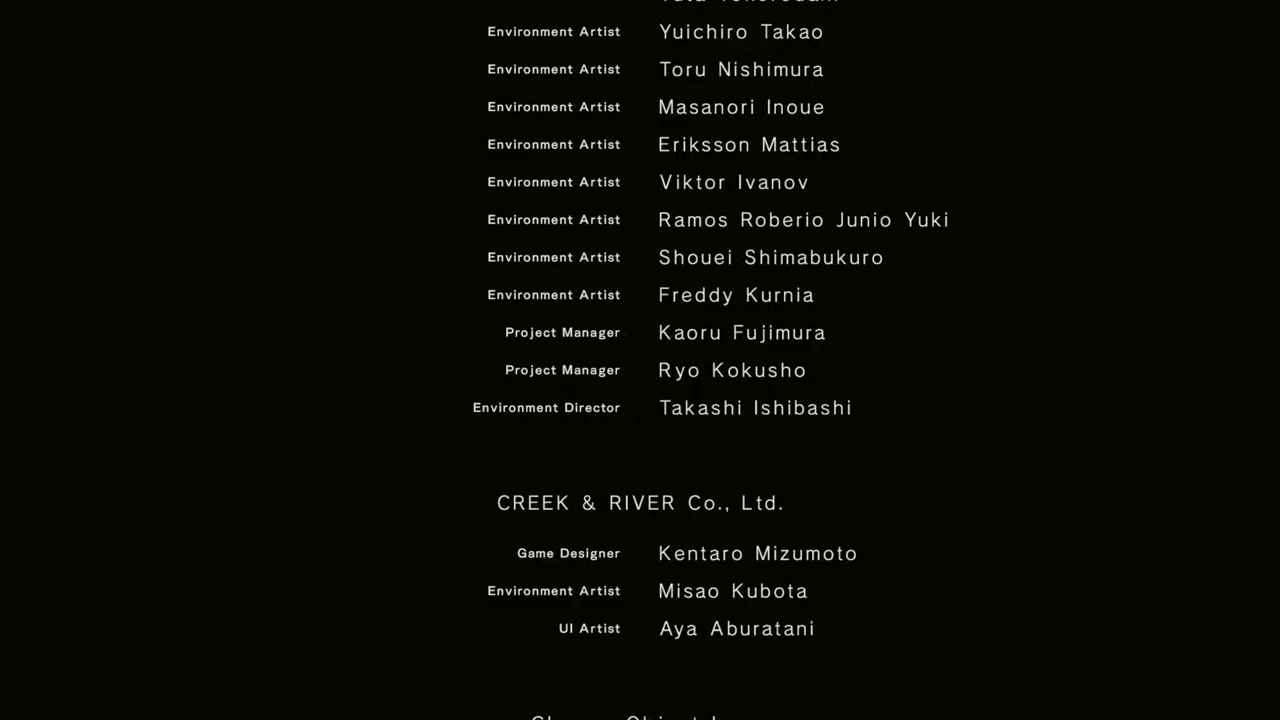 Environment Artist Yuichiro Takao
Environment Artist Toru Nishimura
Environment Artist Masanori Inoue
Environment Artist Eriksson Mattias
Environment Artist Viktor Ivanov
Environment Artist Ramos Roberio Junio Yuki
Environment Artist Shouei Shimabukuro
Environment Artist Freddy Kurnia
Project Manager Kaoru Fujimura
Project Manager Ryo Kokusho
Environment Director Takashi Ishibashi
CREEK & RIVER Co., Ltd.
Game Designer Kentaro Mizumoto
Environment Artist Misao Kubota
UI Artist Aya Aburatani